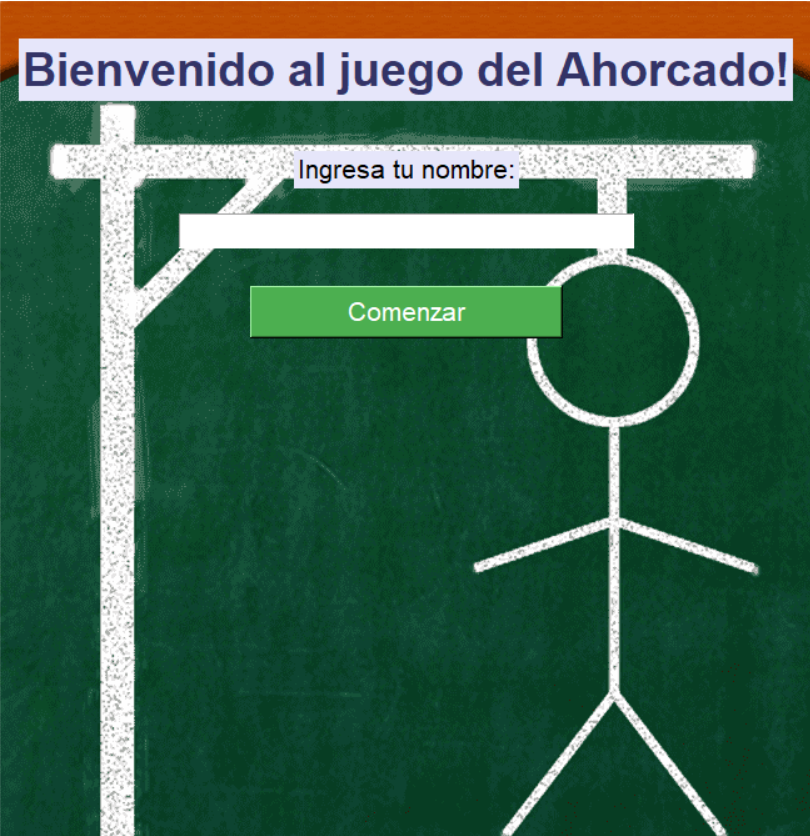 Bienvenido al juego del Ahorcado!
Ingresa tu nombre:
Comenzar